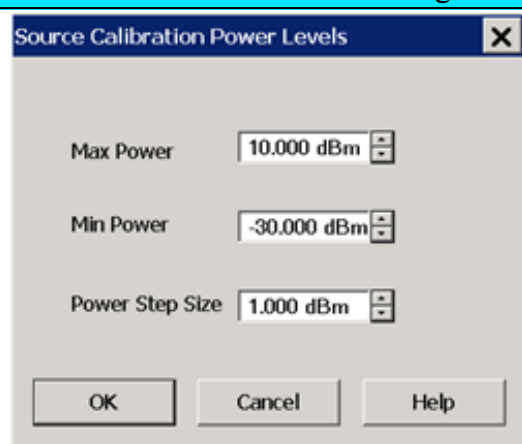 Source Calibration Power Levels
Max Power 10.000 dBm
Min Power -30.000 dBm
Power Step Size 1.000 dBm
OK Cancel Help